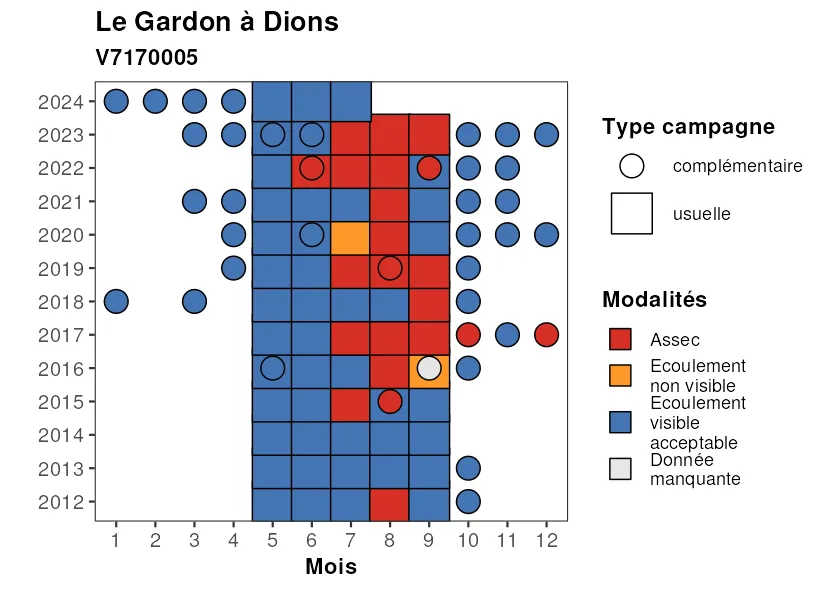 Le Gardon à Dions
V7170005
2024
2023
2022
2021
2020
2019
2018
2017
2016
2015
2014
2013
2012
1 2 3 4 5 6 7 8 9 10 11 12
Mois
Type campagne
complémentaire
usuelle
Modalités
Assec
Ecoulement
non visible
Ecoulement
visible
acceptable
Donnée
manquante